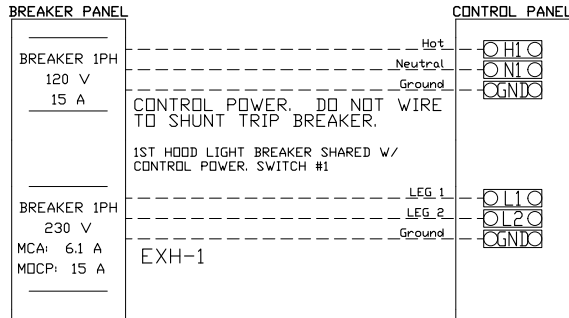 BREAKER PANEL
CONTROL PANEL
BREAKER 1PH
120 V
15 A
Hot
Neutral
Ground
H1
N1
GND
CONTROL POWER. DO NOT WIRE
TO SHUNT TRIP BREAKER.
1ST HOOD LIGHT BREAKER SHARED W/
CONTROL POWER. SWITCH #1
BREAKER 1PH
230 V
MCA: 6.1 A
MOCP: 15 A
LEG 1
LEG 2
Ground
L1
L2
GND
EXH-1